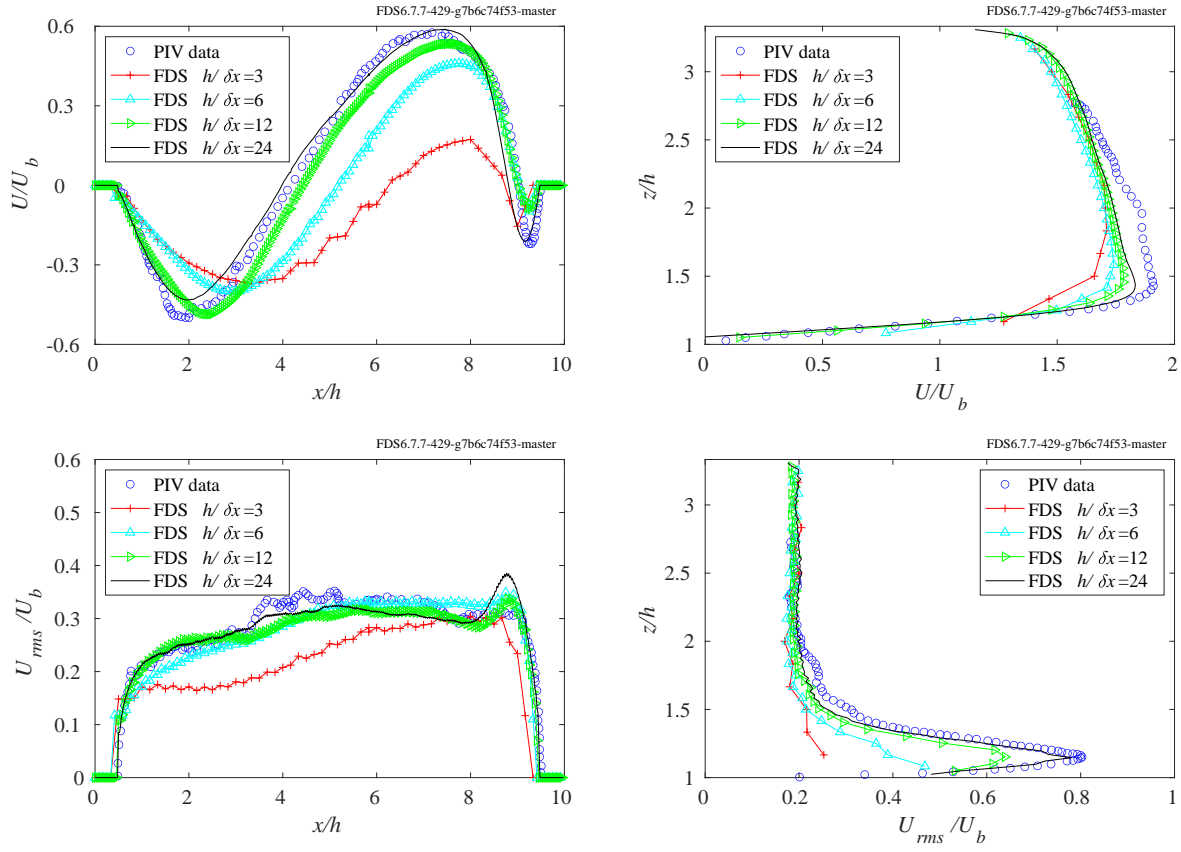 FDS6.7.7-429-g7b6c74f53-master
0.6
0.3
0
-0.3
-0.6
U/U_b
PIV data
FDS h/δx=3
FDS h/δx=6
FDS h/δx=12
FDS h/δx=24
0 2 4 6 8 10
x/h
FDS6.7.7-429-g7b6c74f53-master
3
2.5
2
1.5
1
z/h
PIV data
FDS h/δx=3
FDS h/δx=6
FDS h/δx=12
FDS h/δx=24
0 0.5 1 1.5 2
U/U_b
FDS6.7.7-429-g7b6c74f53-master
0.6
0.5
0.4
0.3
0.2
0.1
0
U_rms/U_b
PIV data
FDS h/δx=3
FDS h/δx=6
FDS h/δx=12
FDS h/δx=24
0 2 4 6 8 10
x/h
FDS6.7.7-429-g7b6c74f53-master
3
2.5
2
1.5
1
z/h
PIV data
FDS h/δx=3
FDS h/δx=6
FDS h/δx=12
FDS h/δx=24
0 0.2 0.4 0.6 0.8 1
U_rms/U_b